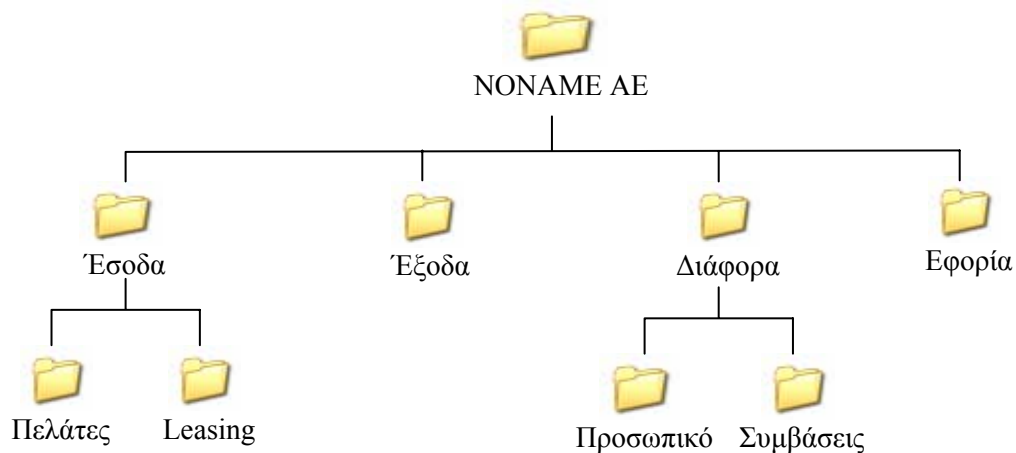 NONAME AE
Έσοδα
Έξοδα
Διάφορα
Εφορία
Πελάτες
Leasing
Προσωπικό
Συμβάσεις